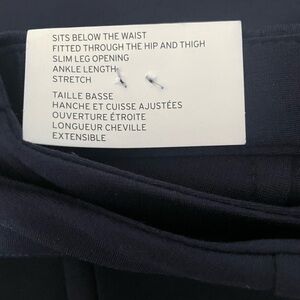 SITS BELOW THE WAIST
FITTED THROUGH THE HIP AND THIGH
SLIM LEG OPENING
ANKLE LENGTH
STRETCH
TAILLE BASSE
HANCHE ET CUISSE AJUSTÉES
OUVERTURE ÉTROITE
LONGUEUR CHEVILLE
EXTENSIBLE